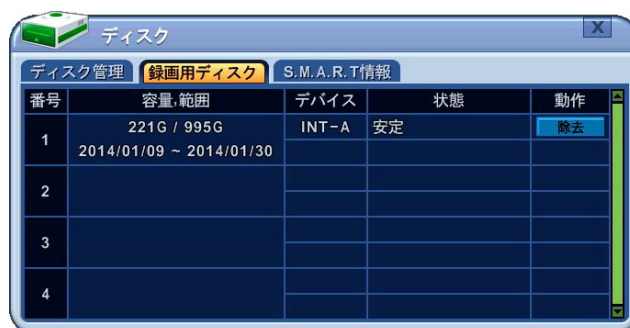 ディスク
X
ディスク管理 録画用ディスク S.M.A.R.T情報
番号 容量,範囲 デバイス 状態 動作
1 221G / 995G INT-A 安定 除去
2014/01/09 ~ 2014/01/30
2
3
4